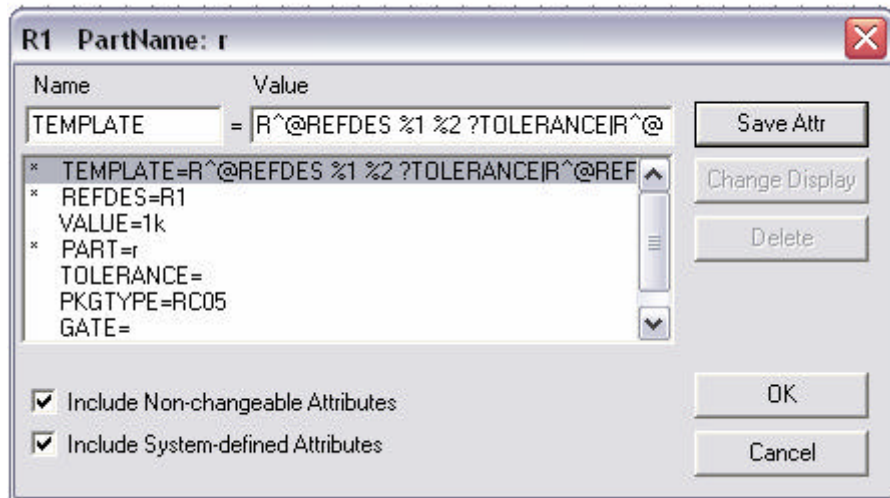 R1 PartName: r
Name Value
TEMPLATE = R^@REFDES %1 %2 ?TOLERANCE|R^@
Save Attr
* TEMPLATE=R^@REFDES %1 %2 ?TOLERANCE|R^@REF
Change Display
* REFDES=R1
VALUE=1k
Delete
* PART=r
TOLERANCE=
PKGTYPE=RC05
GATE=
Include Non-changeable Attributes
OK
Include System-defined Attributes
Cancel